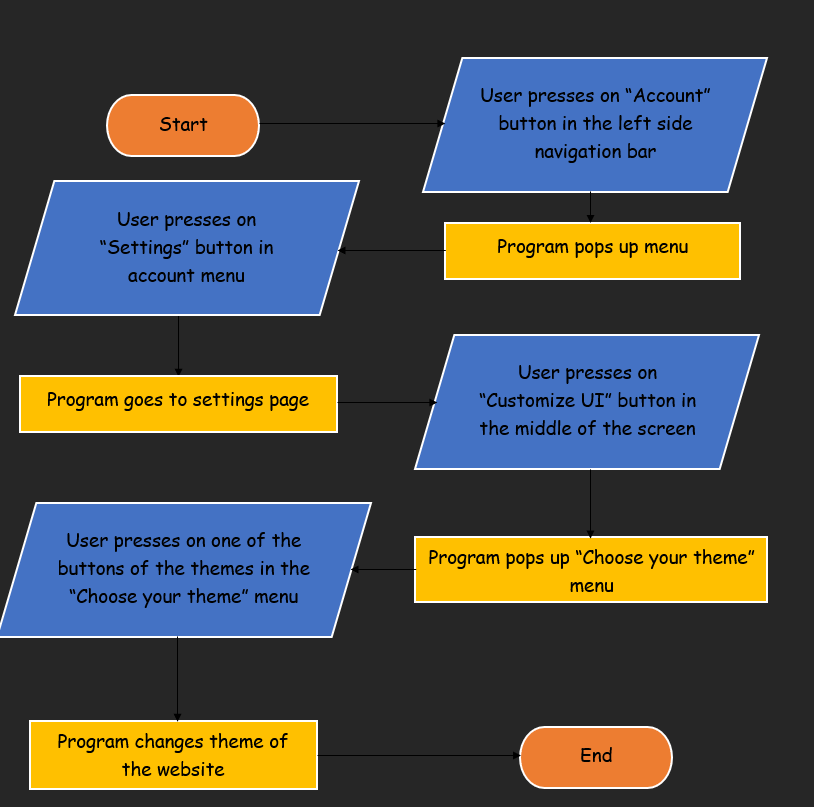 Start
User presses on “Account”
button in the left side
navigation bar
Program pops up menu
User presses on
“Settings” button in
account menu
Program goes to settings page
User presses on
“Customize UI” button in
the middle of the screen
Program pops up “Choose your theme”
menu
User presses on one of the
buttons of the themes in the
“Choose your theme” menu
Program changes theme of
the website
End